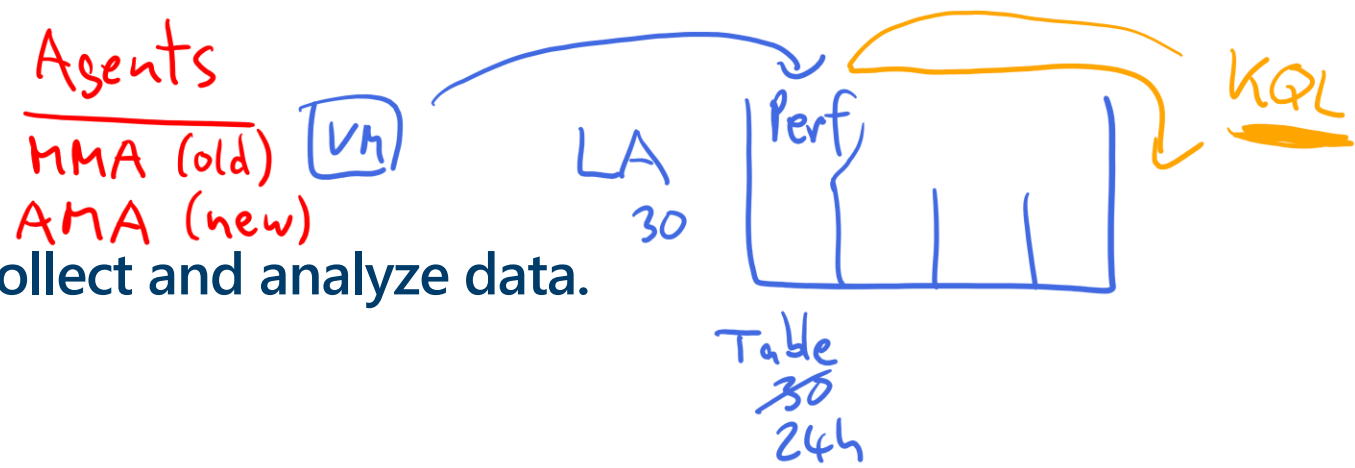 Agents
MMA (old)
AMA (new)
VM
LA
30
Perf
KQL
ollect and analyze data.
Table
30
24h